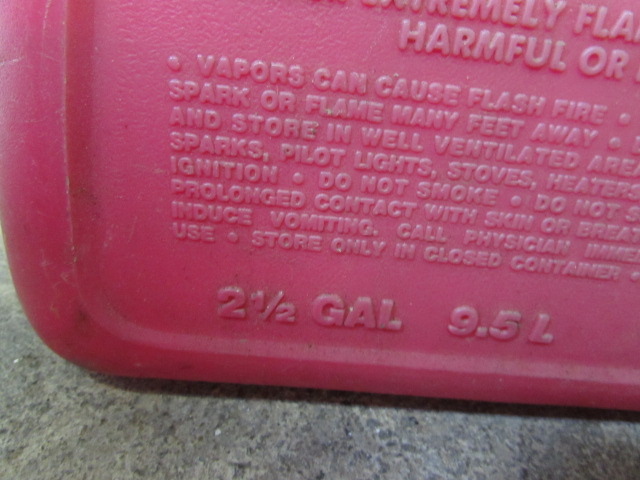 EXTREMELY FLA
HARMFUL OR
• VAPORS CAN CAUSE FLASH FIRE •
SPARK OR FLAME MANY FEET AWAY •
AND STORE IN WELL VENTILATED ARE
SPARKS, PILOT LIGHTS, STOVES, HEATERS
IGNITION • DO NOT SMOKE • DO NOT S
PROLONGED CONTACT WITH SKIN OR BREA
INDUCE VOMITING. CALL PHYSICIAN IMME
USE • STORE ONLY IN CLOSED CONTAINER
2½ GAL 9.5 L